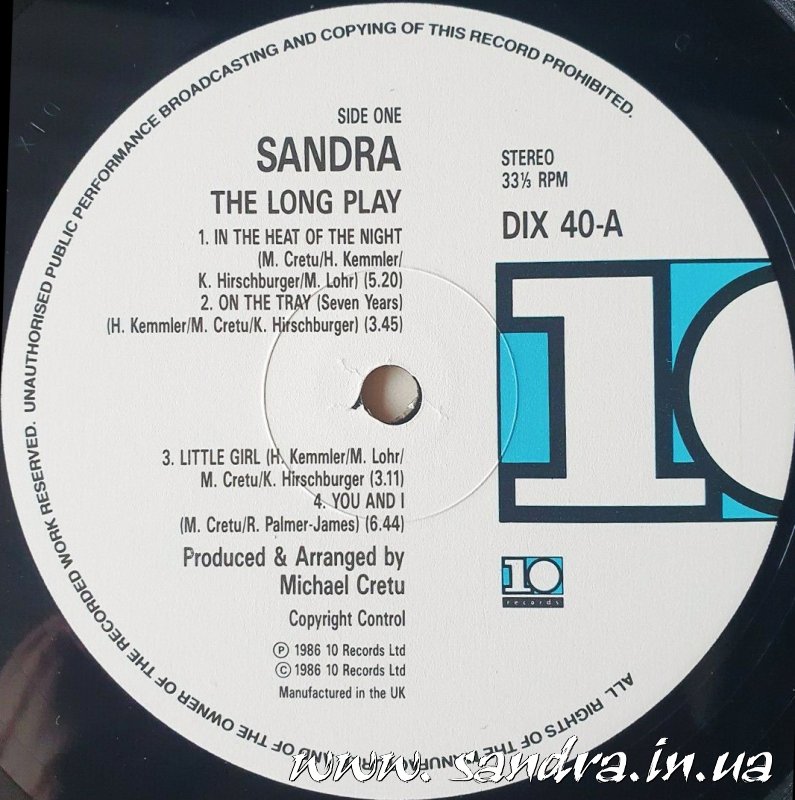 UNAUTHORISED PUBLIC PERFORMANCE BROADCASTING AND COPYING OF THIS RECORD PROHIBITED.
SIDE ONE
SANDRA
THE LONG PLAY
1. IN THE HEAT OF THE NIGHT
(M. Cretu/H. Kemmler/
K. Hirschburger/M. Lohr) (5.20)
2. ON THE TRAY (Seven Years)
(H. Kemmler/M. Cretu/K. Hirschburger) (3.45)
STEREO
33⅓ RPM
DIX 40-A
10
3. LITTLE GIRL (H. Kemmler/M. Lohr/
M. Cretu/K. Hirschburger (3.11)
4. YOU AND I
(M. Cretu/R. Palmer-James) (6.44)
Produced & Arranged by
Michael Cretu
Copyright Control
℗ 1986 10 Records Ltd
© 1986 10 Records Ltd
Manufactured in the UK
10
records
ALL RIGHTS OF THE MANUFACTURER AND OF THE OWNER OF THE RECORDED WORK RESERVED.
www.sandra.in.ua